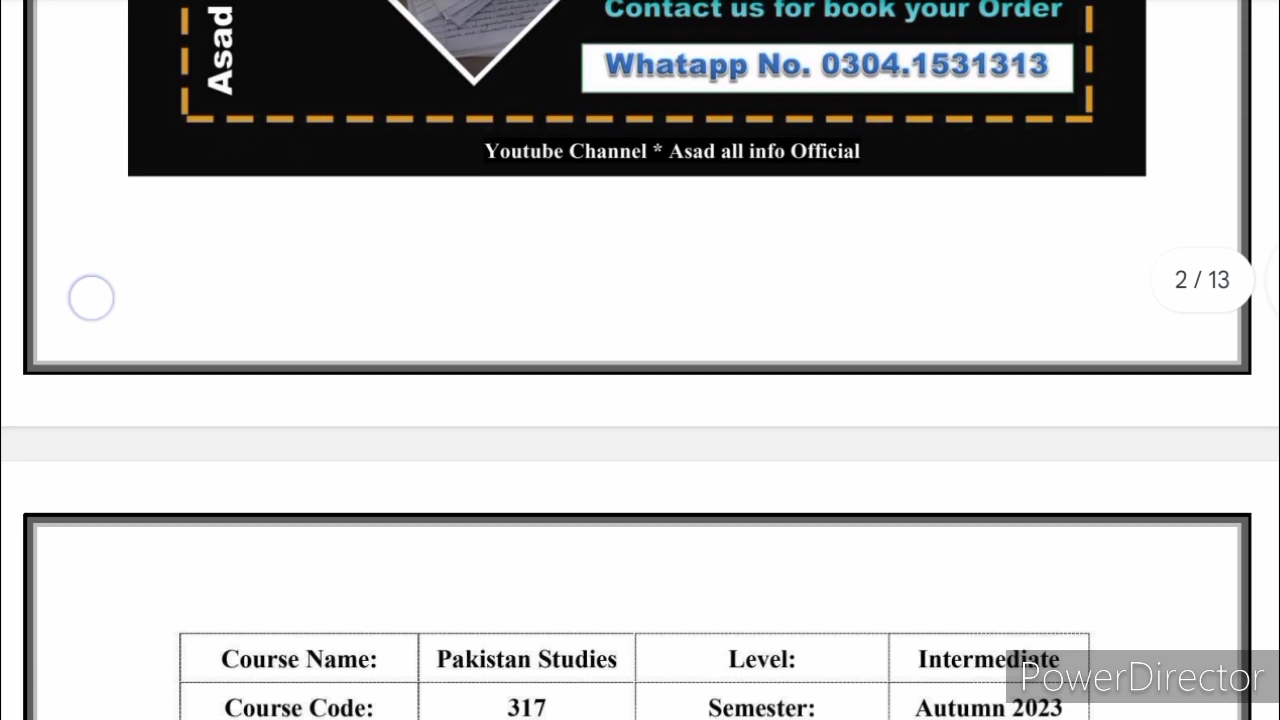 Contact us for book your Order
Asad
Whatapp No. 0304.1531313
Youtube Channel * Asad all info Official
2 / 13
Course Name: Pakistan Studies Level: Intermediate
Course Code: 317 Semester: Autumn 2023
PowerDirector